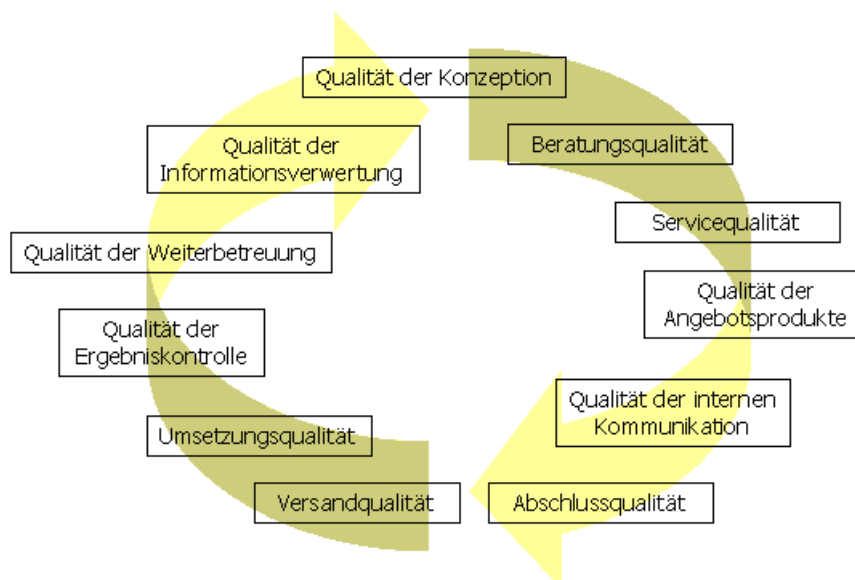 Qualität der Konzeption
Beratungsqualität
Servicequalität
Qualität der
Angebotsprodukte
Qualität der internen
Kommunikation
Abschlussqualität
Versandqualität
Umsetzungsqualität
Qualität der
Ergebniskontrolle
Qualität der Weiterbetreuung
Qualität der
Informationsverwertung